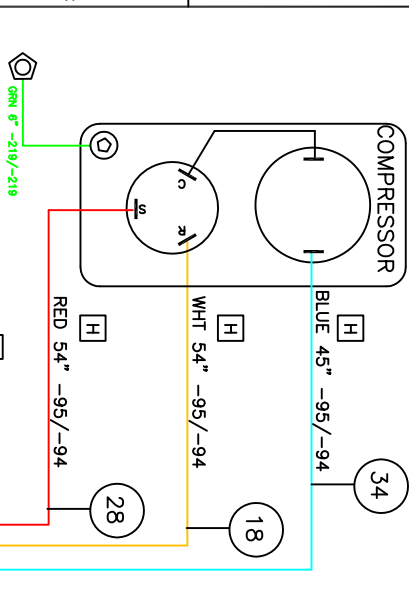 COMPRESSOR
C
S
R
GRN 6" -219/-219
H
BLUE 45" -95/-94
34
H
WHT 54" -95/-94
18
H
RED 54" -95/-94
28